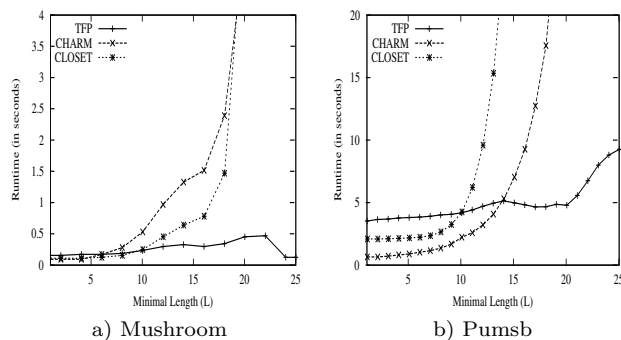 4
3.5
3
2.5
2
1.5
1
0.5
0
Runtime (in seconds)
TFP
CHARM
CLOSET
5 10 15 20 25
Minimal Length (L)
a) Mushroom
20
15
10
5
0
Runtime (in seconds)
TFP
CHARM
CLOSET
5 10 15 20 25
Minimal Length (L)
b) Pumsb